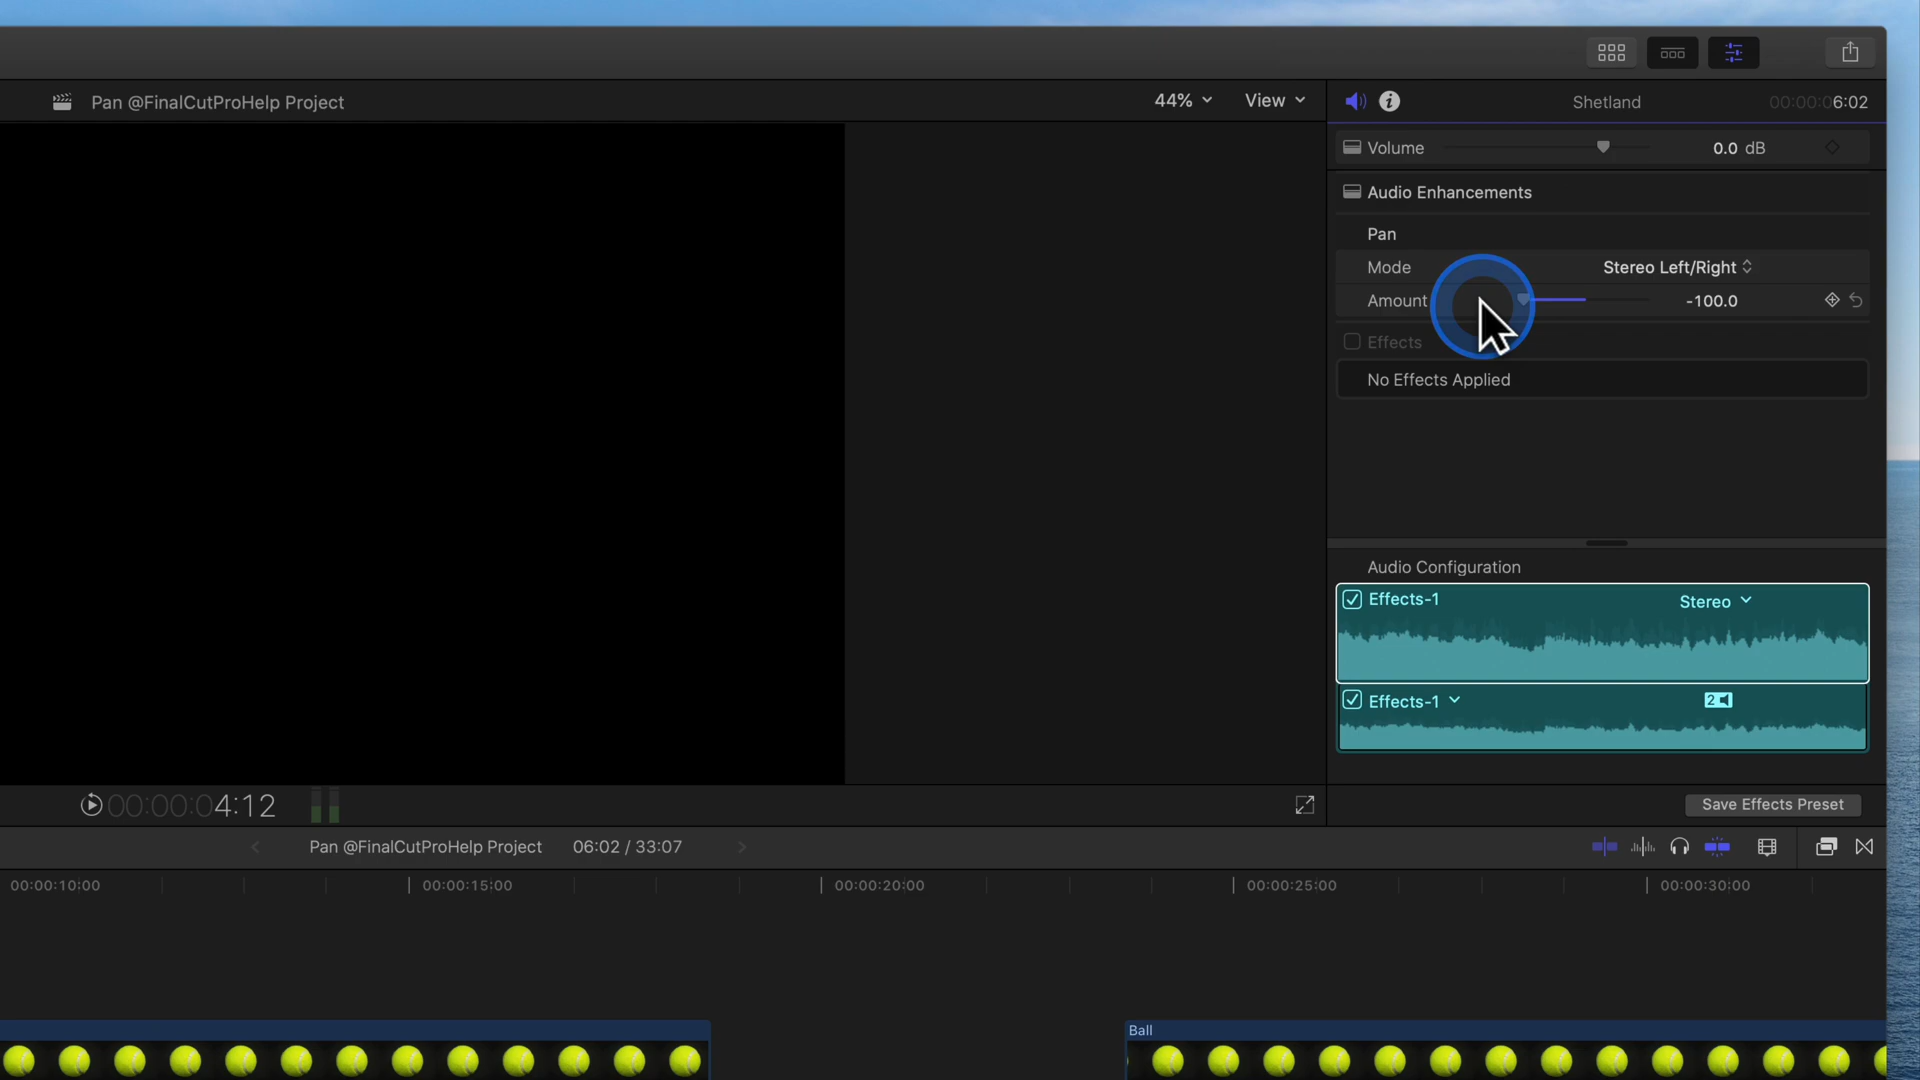 Pan @FinalCutProHelp Project
44%
View
Shetland
00:00:06:02
Volume
0.0 dB
Audio Enhancements
Pan
Mode
Stereo Left/Right
Amount
-100.0
Effects
No Effects Applied
Audio Configuration
Effects-1
Stereo
Effects-1
2
00:00:04:12
Save Effects Preset
Pan @FinalCutProHelp Project
06:02 / 33:07
00:00:10:00
00:00:15:00
00:00:20:00
00:00:25:00
00:00:30:00
Ball